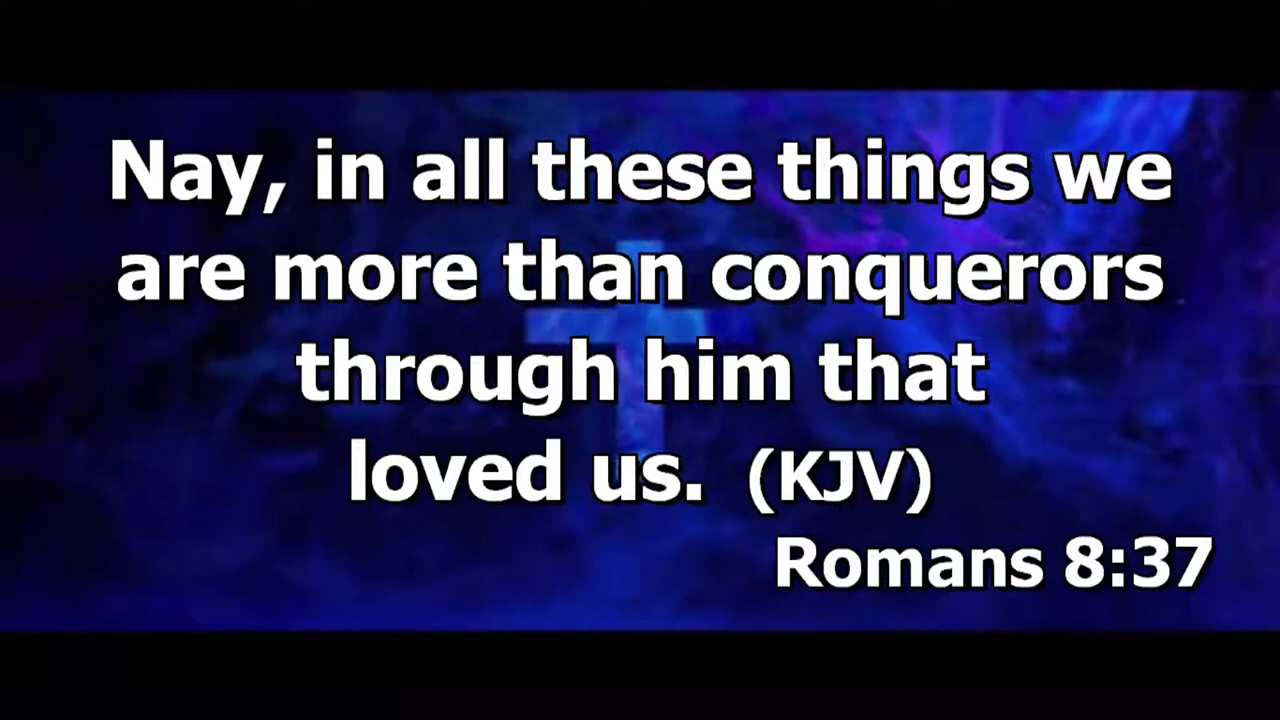 Nay, in all these things we
are more than conquerors
through him that
loved us. (KJV)
Romans 8:37